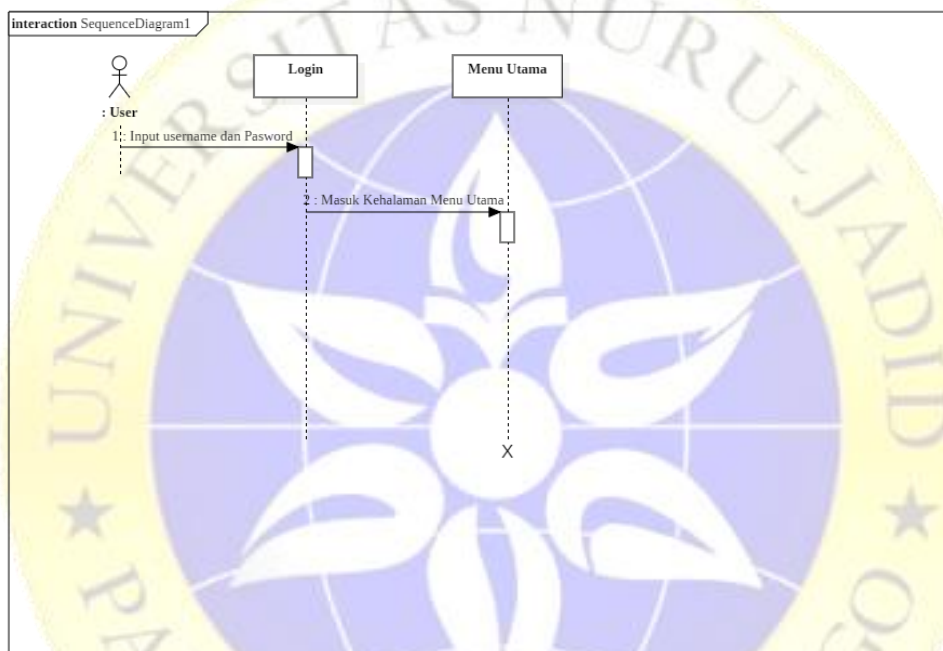 interaction SequenceDiagram1
Login
Menu Utama
: User
1 : Input username dan Pasword
2 : Masuk Kehalaman Menu Utama
X
UNIVERSITAS NURUL JADID